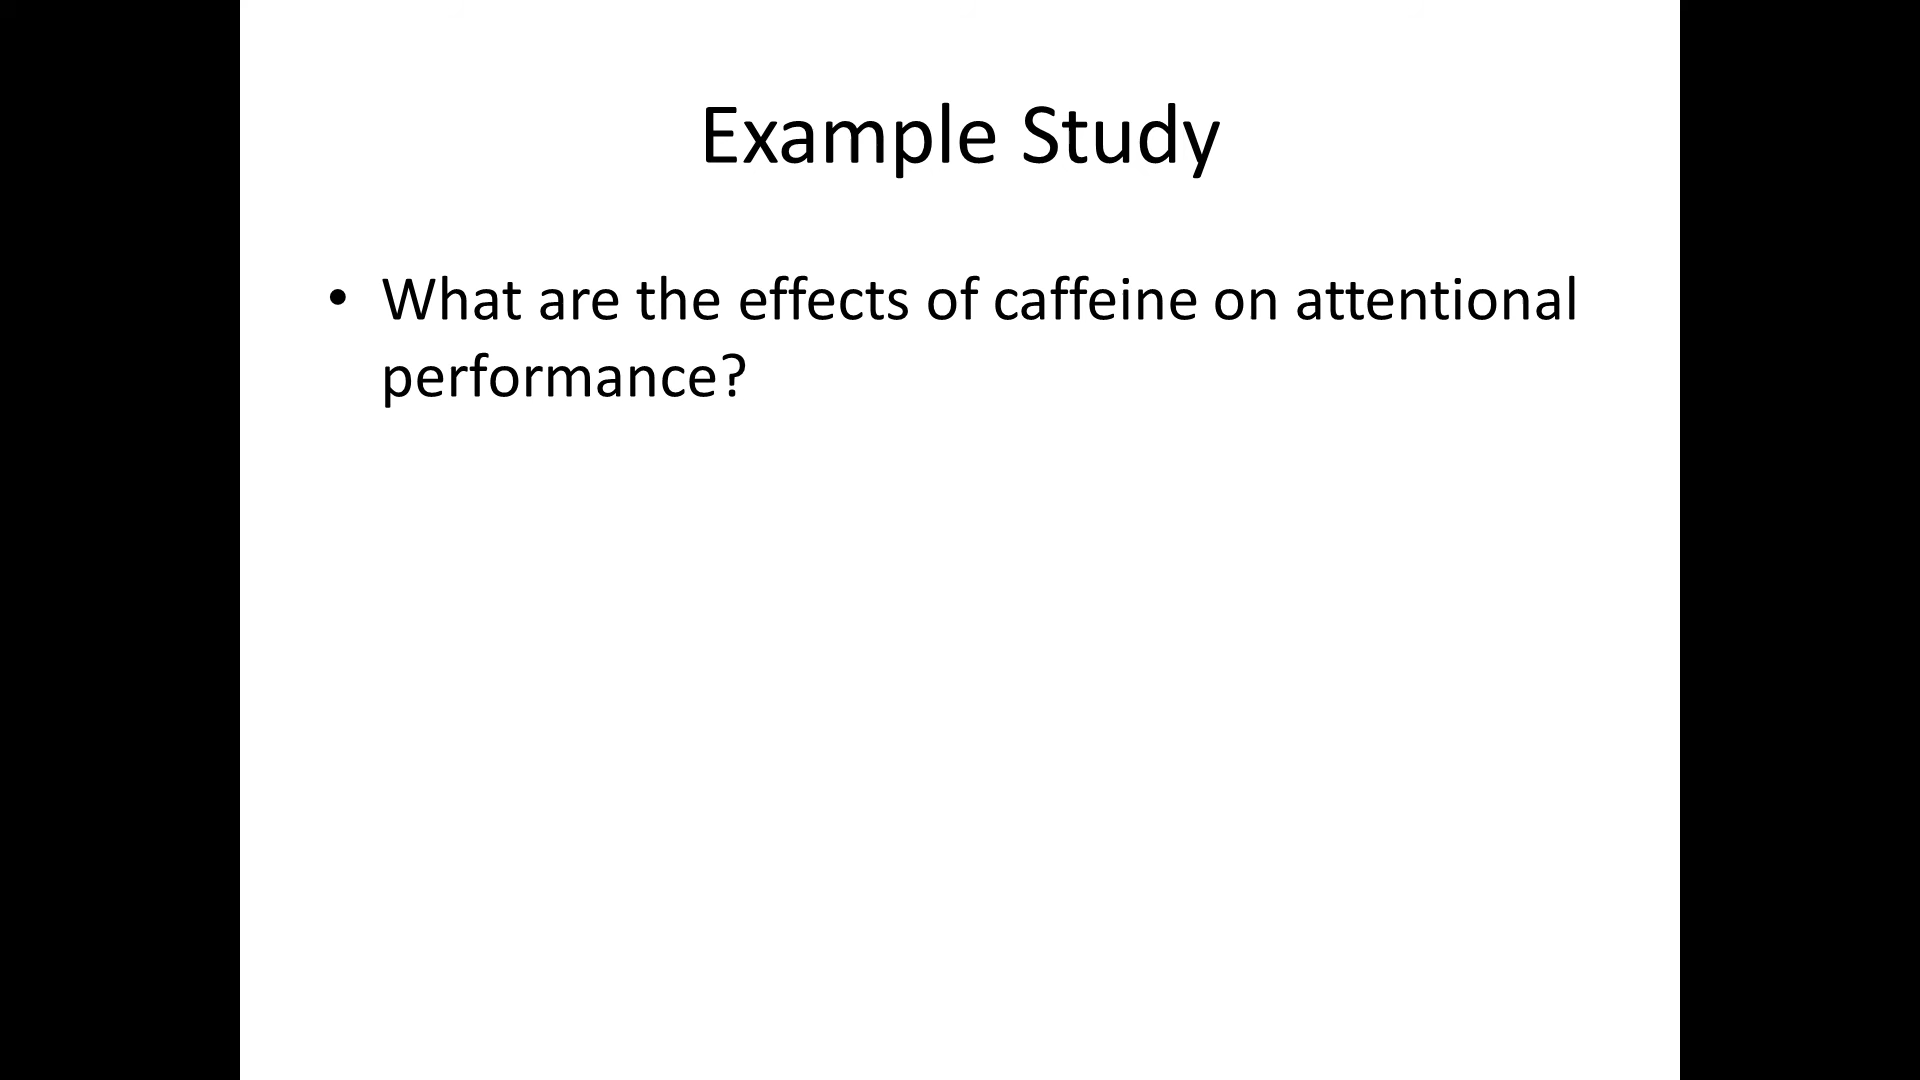 Example Study
• What are the effects of caffeine on attentional
performance?